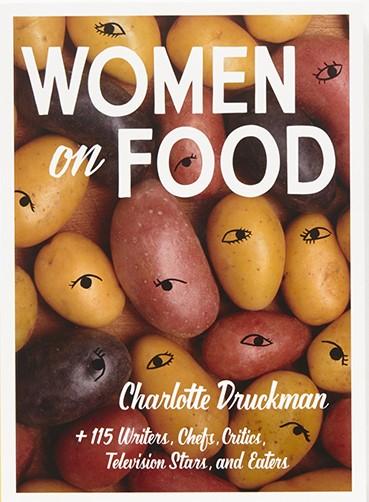 WOMEN
on FOOD
Charlotte Druckman
+ 115 Writers, Chefs, Critics,
Television Stars, and Eaters